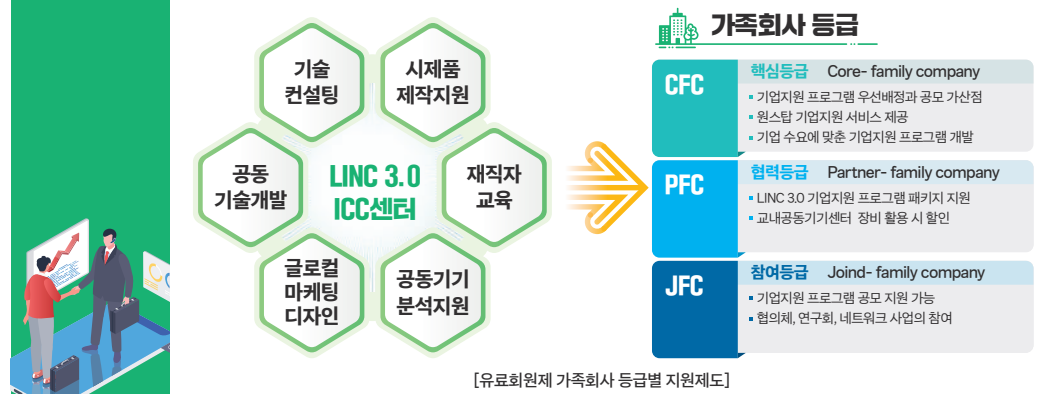 기술
컨설팅
시제품
제작지원
공동
기술개발
LINC 3.0
ICC센터
재직자
교육
글로컬
마케팅
디자인
공동기기
분석지원
가족회사 등급
CFC
핵심등급 Core- family company
기업지원 프로그램 우선배정과 공모 가산점
원스탑 기업지원 서비스 제공
기업 수요에 맞춘 기업지원 프로그램 개발
PFC
협력등급 Partner- family company
LINC 3.0 기업지원 프로그램 패키지 지원
교내공동기기센터 장비 활용 시 할인
JFC
참여등급 Joind- family company
기업지원 프로그램 공모 지원 가능
협의체, 연구회, 네트워크 사업의 참여
[유료회원제 가족회사 등급별 지원제도]